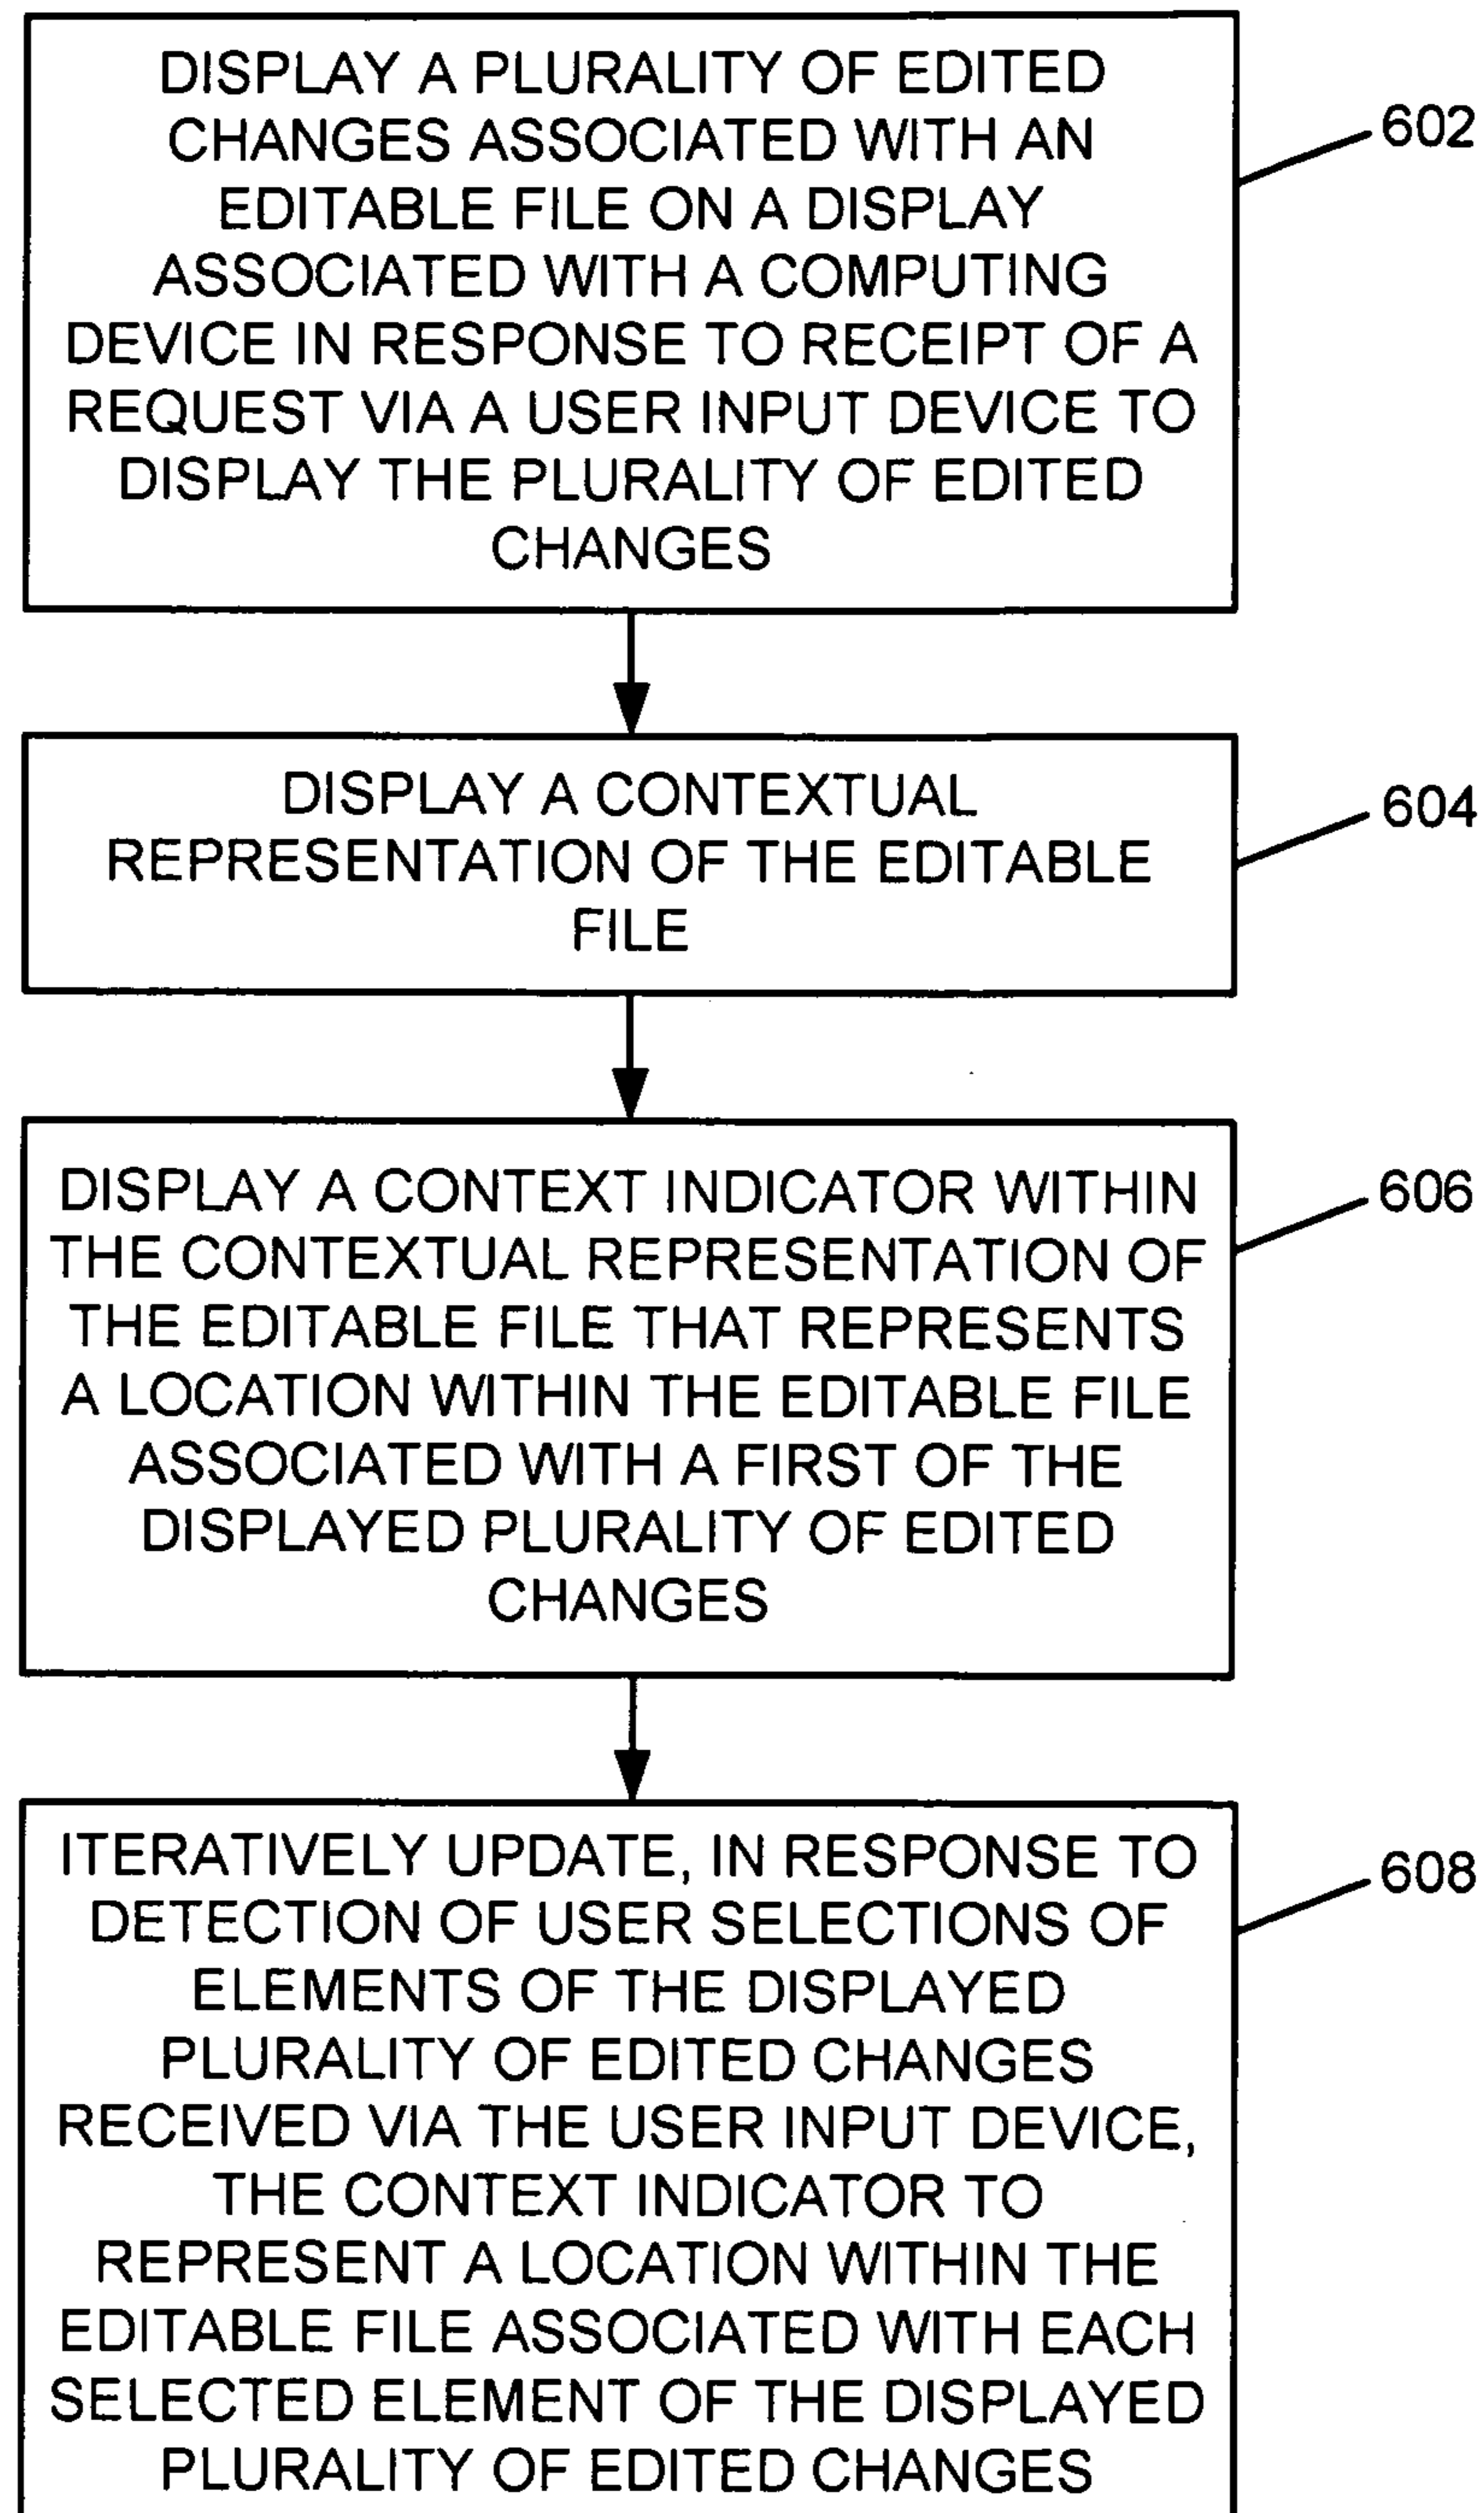 DISPLAY A PLURALITY OF EDITED
CHANGES ASSOCIATED WITH AN
EDITABLE FILE ON A DISPLAY
ASSOCIATED WITH A COMPUTING
DEVICE IN RESPONSE TO RECEIPT OF A
REQUEST VIA A USER INPUT DEVICE TO
DISPLAY THE PLURALITY OF EDITED
CHANGES
602
DISPLAY A CONTEXTUAL
REPRESENTATION OF THE EDITABLE
FILE
604
DISPLAY A CONTEXT INDICATOR WITHIN
THE CONTEXTUAL REPRESENTATION OF
THE EDITABLE FILE THAT REPRESENTS
A LOCATION WITHIN THE EDITABLE FILE
ASSOCIATED WITH A FIRST OF THE
DISPLAYED PLURALITY OF EDITED
CHANGES
606
ITERATIVELY UPDATE, IN RESPONSE TO
DETECTION OF USER SELECTIONS OF
ELEMENTS OF THE DISPLAYED
PLURALITY OF EDITED CHANGES
RECEIVED VIA THE USER INPUT DEVICE,
THE CONTEXT INDICATOR TO
REPRESENT A LOCATION WITHIN THE
EDITABLE FILE ASSOCIATED WITH EACH
SELECTED ELEMENT OF THE DISPLAYED
PLURALITY OF EDITED CHANGES
608